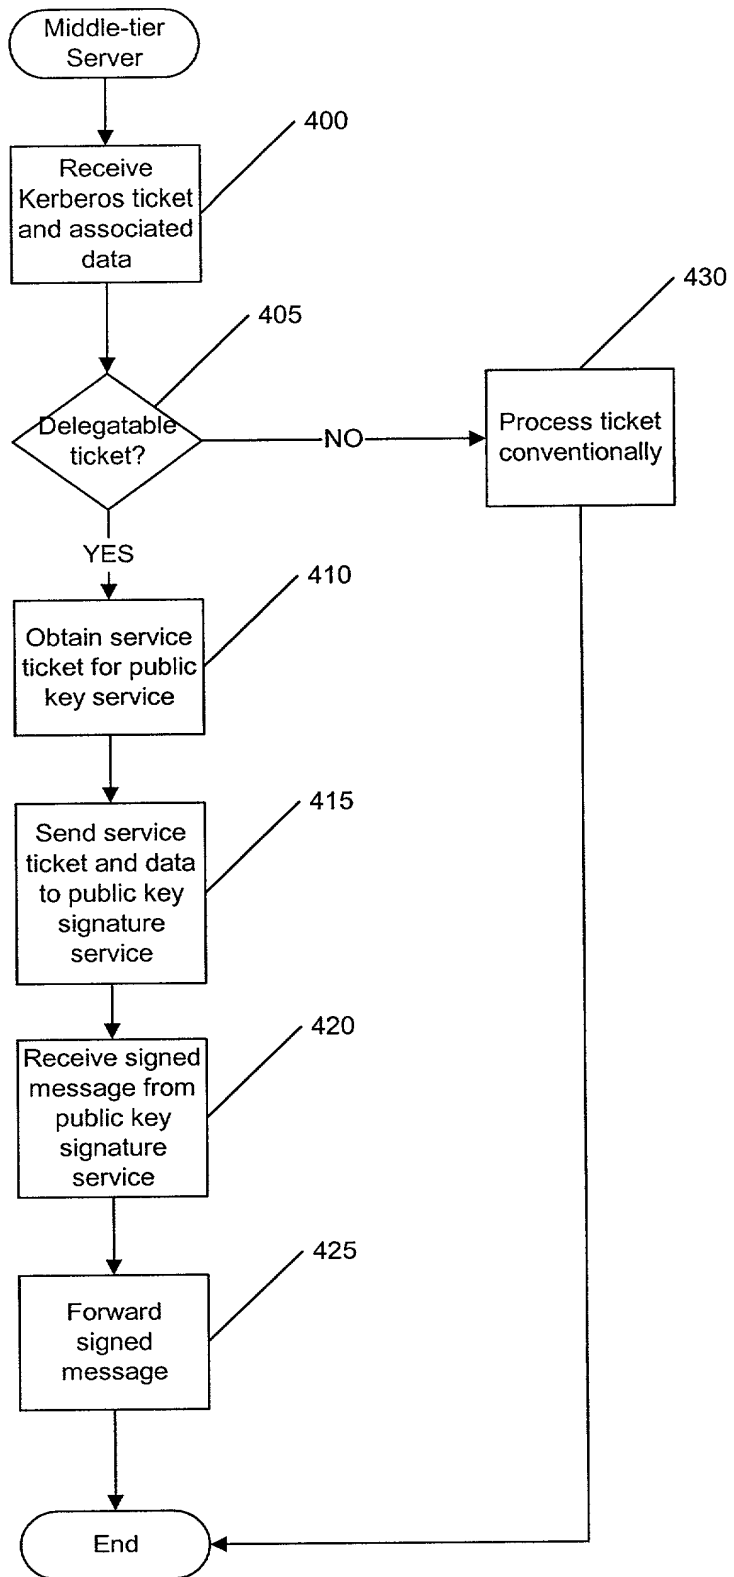 Middle-tier
Server
400
Receive
Kerberos ticket
and associated
data
405
430
Delegatable
ticket?
NO
Process ticket
conventionally
YES
410
Obtain service
ticket for public
key service
415
Send service
ticket and data
to public key
signature
service
420
Receive signed
message from
public key
signature
service
425
Forward
signed
message
End